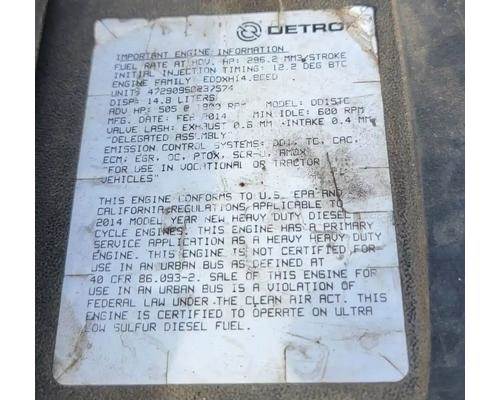 DETRO
IMPORTANT ENGINE INFORMATION
FUEL RATE AT ADV. HP: 296.2 MM3/STROKE
INITIAL INJECTION TIMING: 12.2 DEG BTC
ENGINE FAMILY: EDDXH14.8EED
UNIT: 472909S0237574
DISP: 14.8 LITERS
ADV HP: 505 @ 1800 RPM MODEL: DD15TC
MFG. DATE: FEB 2014 MIN IDLE: 600 RPM
VALVE LASH: EXHAUST 0.6 MM INTAKE 0.4 MM
"DELEGATED ASSEMBLY"
EMISSION CONTROL SYSTEMS: DDI, TC, CAC,
ECM, EGR, OC, PTOX, SCR-U, AMOX
"FOR USE IN VOCATIONAL OR TRACTOR
VEHICLES"
THIS ENGINE CONFORMS TO U.S. EPA AND
CALIFORNIA REGULATIONS APPLICABLE TO
2014 MODEL YEAR NEW HEAVY DUTY DIESEL
CYCLE ENGINES. THIS ENGINE HAS A PRIMARY
SERVICE APPLICATION AS A HEAVY HEAVY DUTY
ENGINE. THIS ENGINE IS NOT CERTIFIED FOR
USE IN AN URBAN BUS AS DEFINED AT
40 CFR 86.093-2. SALE OF THIS ENGINE FOR
USE IN AN URBAN BUS IS A VIOLATION OF
FEDERAL LAW UNDER THE CLEAN AIR ACT. THIS
ENGINE IS CERTIFIED TO OPERATE ON ULTRA
LOW SULFUR DIESEL FUEL.